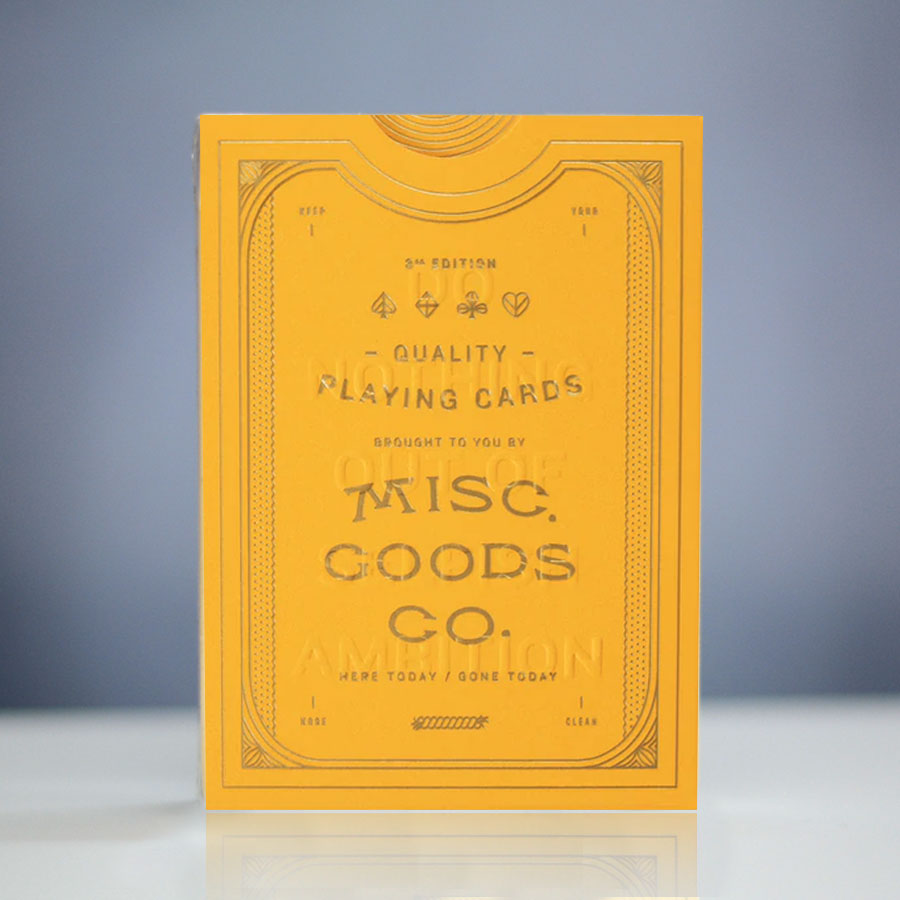 KEEP YOUR
3RD EDITION
DO
– QUALITY –
NOTHING
PLAYING CARDS
BROUGHT TO YOU BY
OUT OF
MISC.
GOODS
CO.
AMBITION
HERE TODAY / GONE TODAY
NOSE CLEAN